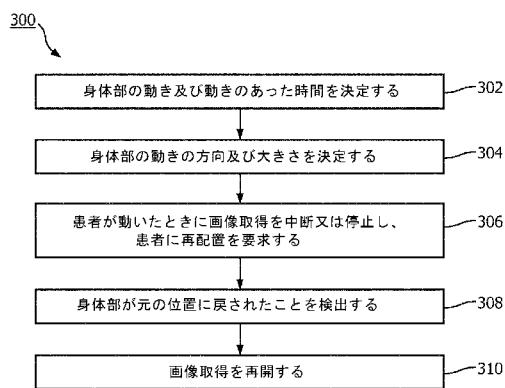 300
身体部の動き及び動きのあった時間を決定する
302
身体部の動きの方向及び大きさを決定する
304
患者が動いたときに画像取得を中断又は停止し、
患者に再配置を要求する
306
身体部が元の位置に戻されたことを検出する
308
画像取得を再開する
310